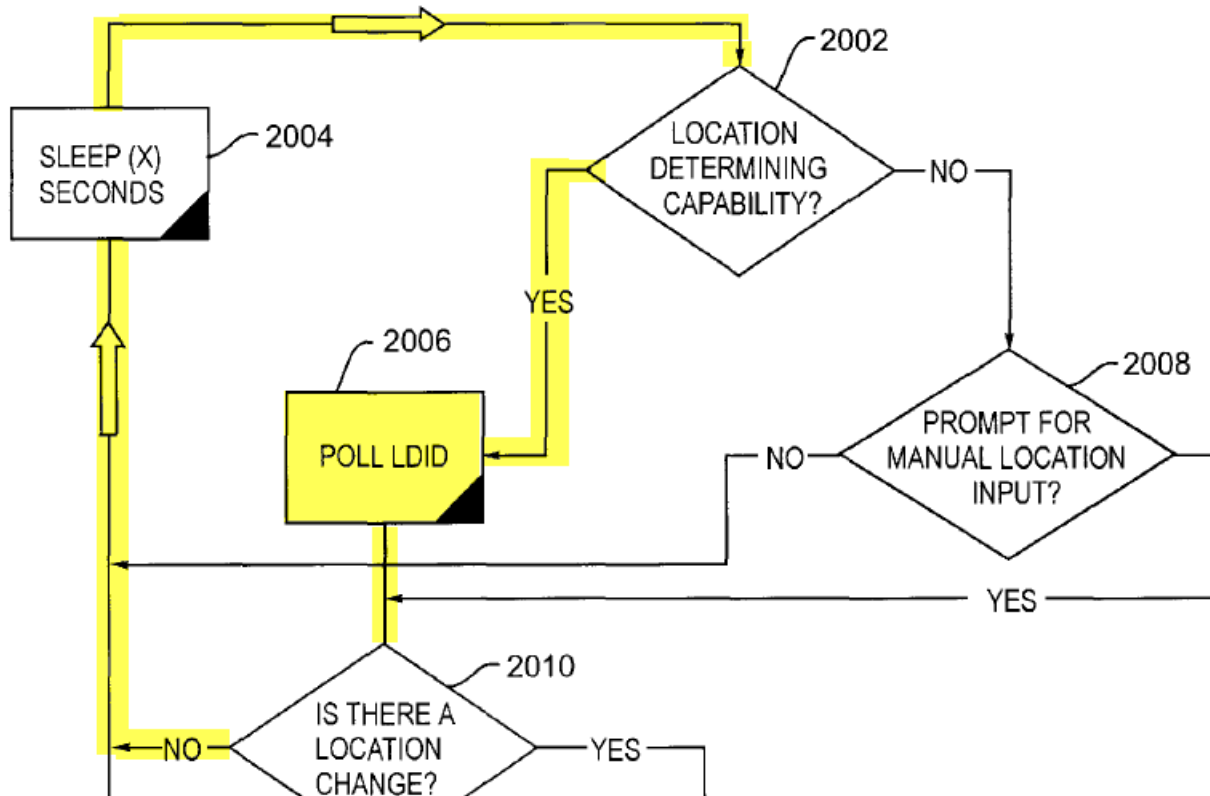 2002
2004
SLEEP (X)
SECONDS
LOCATION
DETERMINING
CAPABILITY?
NO
YES
2006
2008
POLL LDID
PROMPT FOR
MANUAL LOCATION
INPUT?
NO
YES
2010
IS THERE A
LOCATION
CHANGE?
NO
YES